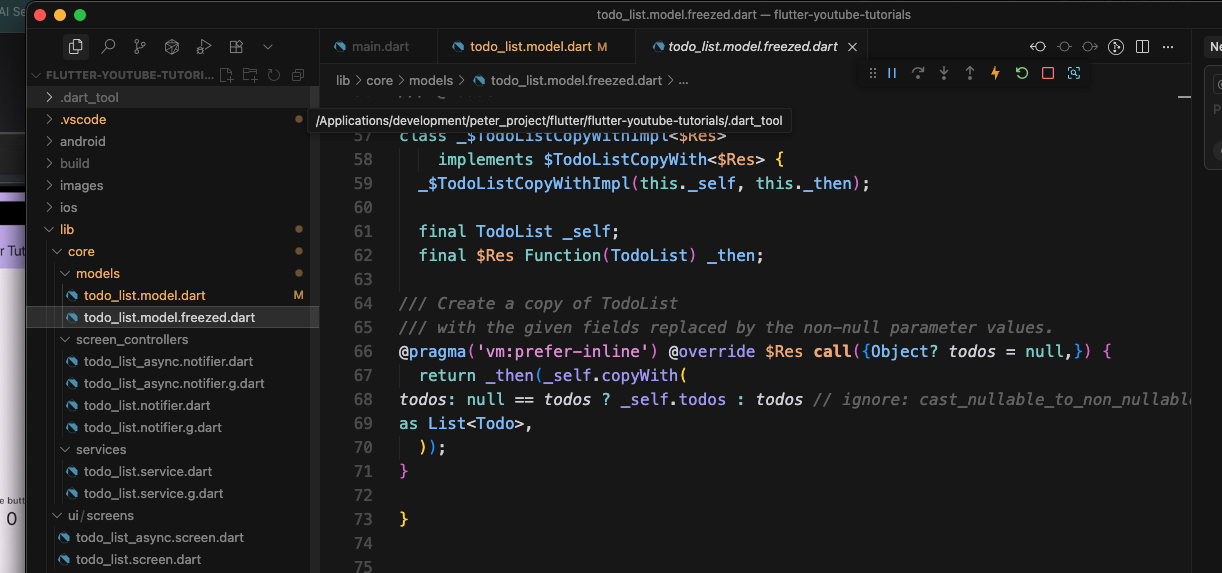 AI Se
todo_list.model.freezed.dart — flutter-youtube-tutorials
main.dart
todo_list.model.dart M
todo_list.model.freezed.dart
Ne
FLUTTER-YOUTUBE-TUTORI...
lib > core > models > todo_list.model.freezed.dart > ...
.dart_tool
/Applications/development/peter_project/flutter/flutter-youtube-tutorials/.dart_tool
.vscode
android
build
images
ios
lib
core
models
todo_list.model.dart M
todo_list.model.freezed.dart
screen_controllers
todo_list_async.notifier.dart
todo_list_async.notifier.g.dart
todo_list.notifier.dart
todo_list.notifier.g.dart
services
todo_list.service.dart
todo_list.service.g.dart
ui/screens
todo_list_async.screen.dart
todo_list.screen.dart
r Tut
e butt
0
57 class _$TodoListCopyWithImpl<$Res>
58 implements $TodoListCopyWith<$Res> {
59 _$TodoListCopyWithImpl(this._self, this._then);
60
61 final TodoList _self;
62 final $Res Function(TodoList) _then;
63
64 /// Create a copy of TodoList
65 /// with the given fields replaced by the non-null parameter values.
66 @pragma('vm:prefer-inline') @override $Res call({Object? todos = null,}) {
67 return _then(_self.copyWith(
68 todos: null == todos ? _self.todos : todos // ignore: cast_nullable_to_non_nullable
69 as List<Todo>,
70 ));
71 }
72
73 }
74
75